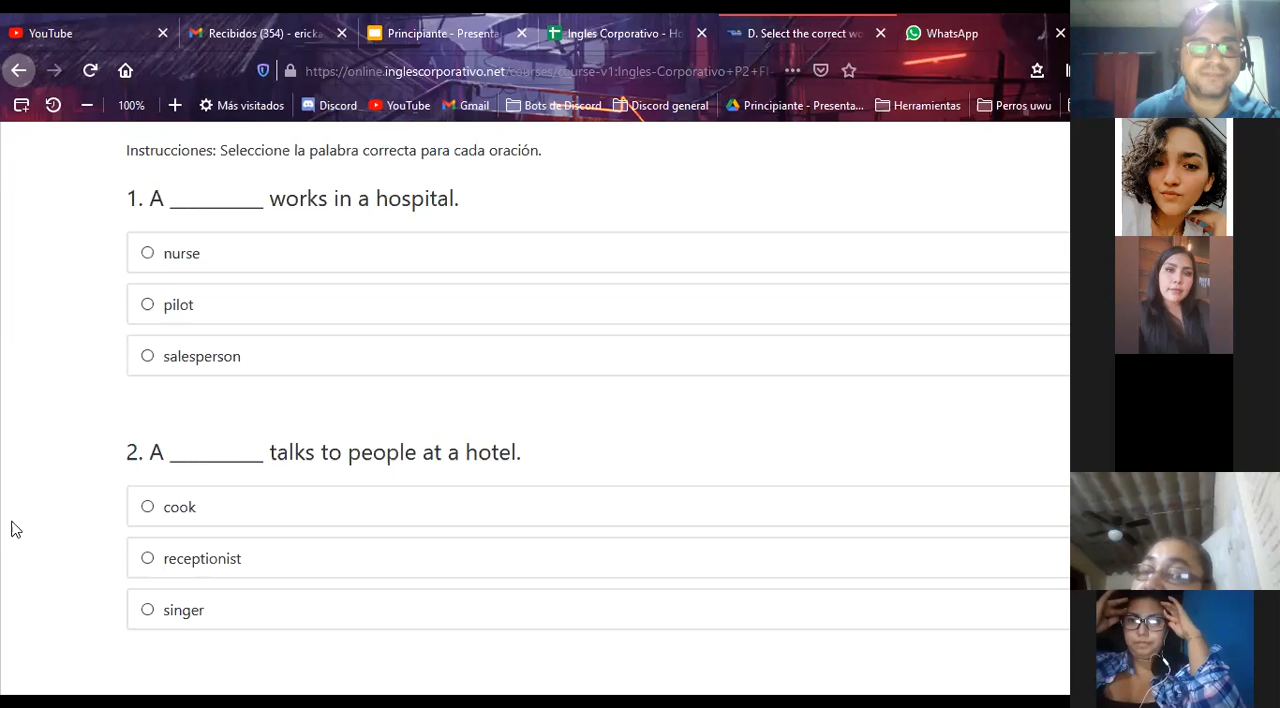 YouTube
Recibidos (354) - ericka
Principiante - Presenta
Ingles Corporativo - Ho
D. Select the correct wo
WhatsApp
https://online.inglescorporativo.net/courses/course-v1:Ingles-Corporativo+P2+FI-
100%
Más visitados
Discord
YouTube
Gmail
Bots de Discord
Discord general
Principiante - Presenta...
Herramientas
Perros uwu
Instrucciones: Seleccione la palabra correcta para cada oración.
1. A _________ works in a hospital.
nurse
pilot
salesperson
2. A _________ talks to people at a hotel.
cook
receptionist
singer